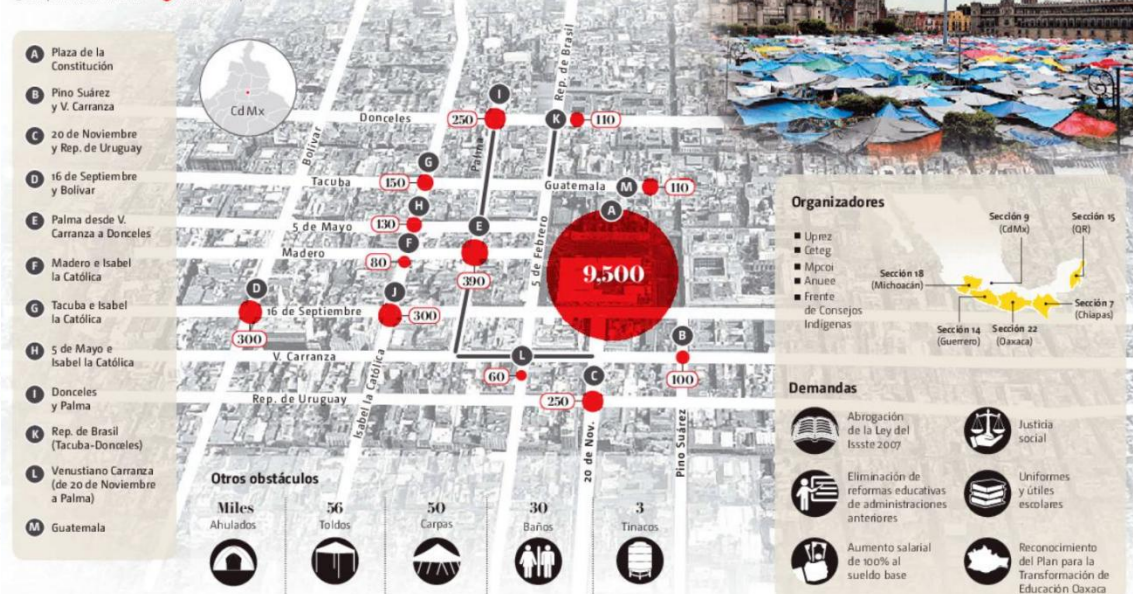 A Plaza de la
Constitución
B Pino Suárez
y V. Carranza
C 20 de Noviembre
y Rep. de Uruguay
D 16 de Septiembre
y Bolívar
E Palma desde V.
Carranza a Donceles
F Madero e Isabel
la Católica
G Tacuba e Isabel
la Católica
H 5 de Mayo e
Isabel la Católica
I Donceles
y Palma
K Rep. de Brasil
(Tacuba-Donceles)
L Venustiano Carranza
(de 20 de Noviembre
a Palma)
M Guatemala
CdMx
Bolívar
Donceles
250
I
Palma
Rep. de Brasil
K
110
G
Tacuba
150
Guatemala
M
110
H
5 de Mayo
130
A
9,500
E
390
F
Madero
80
5 de Febrero
D
300
16 de Septiembre
J
300
V. Carranza
L
60
B
100
Isabel la Católica
Rep. de Uruguay
C
250
20 de Nov.
Pino Suárez
Otros obstáculos
Miles
Ahulados
56
Toldos
50
Carpas
30
Baños
3
Tinacos
Organizadores
Uprez
Ceteg
Mpcoi
Anuee
Frente
de Consejos
Indígenas
Sección 9
(CdMx)
Sección 15
(QR)
Sección 18
(Michoacán)
Sección 7
(Chiapas)
Sección 14
(Guerrero)
Sección 22
(Oaxaca)
Demandas
Abrogación
de la Ley del
Issste 2007
Justicia
social
Eliminación de
reformas educativas
de administraciones
anteriores
Uniformes
y útiles
escolares
Aumento salarial
de 100% al
sueldo base
Reconocimiento
del Plan para la
Transformación de
Educación Oaxaca